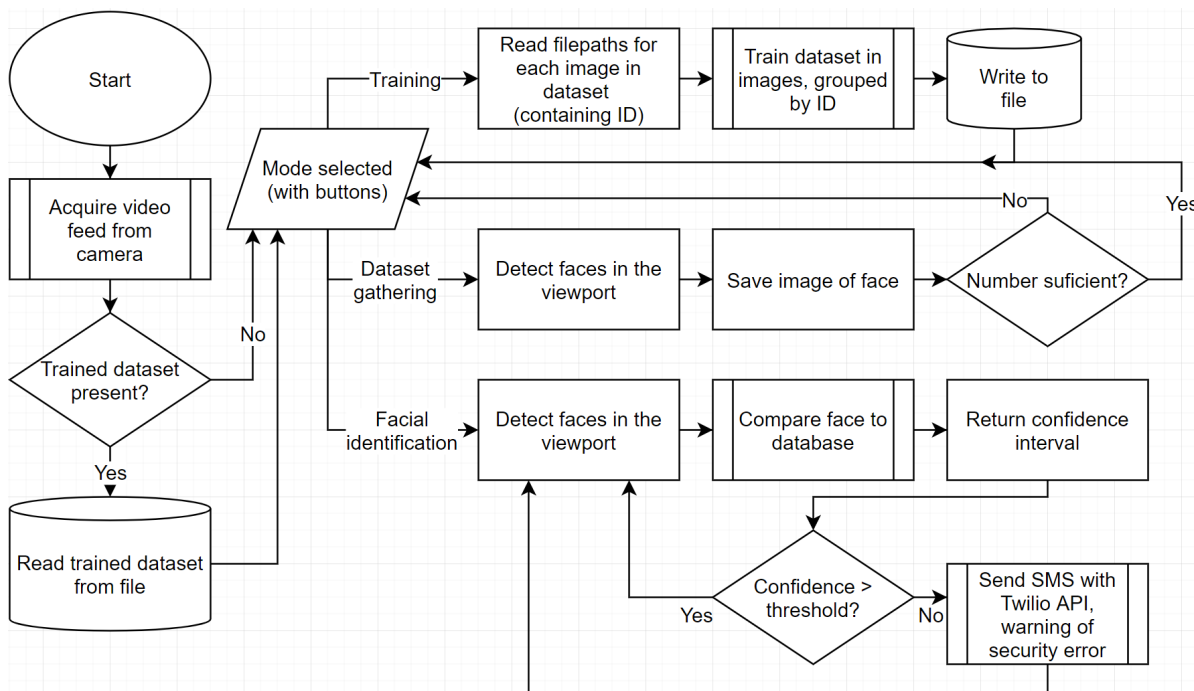 Start
Acquire video
feed from
camera
Trained dataset
present?
No
Yes
Read trained dataset
from file
Mode selected
(with buttons)
Training
Read filepaths for
each image in
dataset
(containing ID)
Train dataset in
images, grouped
by ID
Write to
file
Dataset
gathering
Detect faces in the
viewport
Save image of face
Number suficient?
No
Yes
Facial
identification
Detect faces in the
viewport
Compare face to
database
Return confidence
interval
Confidence >
threshold?
Yes
No
Send SMS with
Twilio API,
warning of
security error